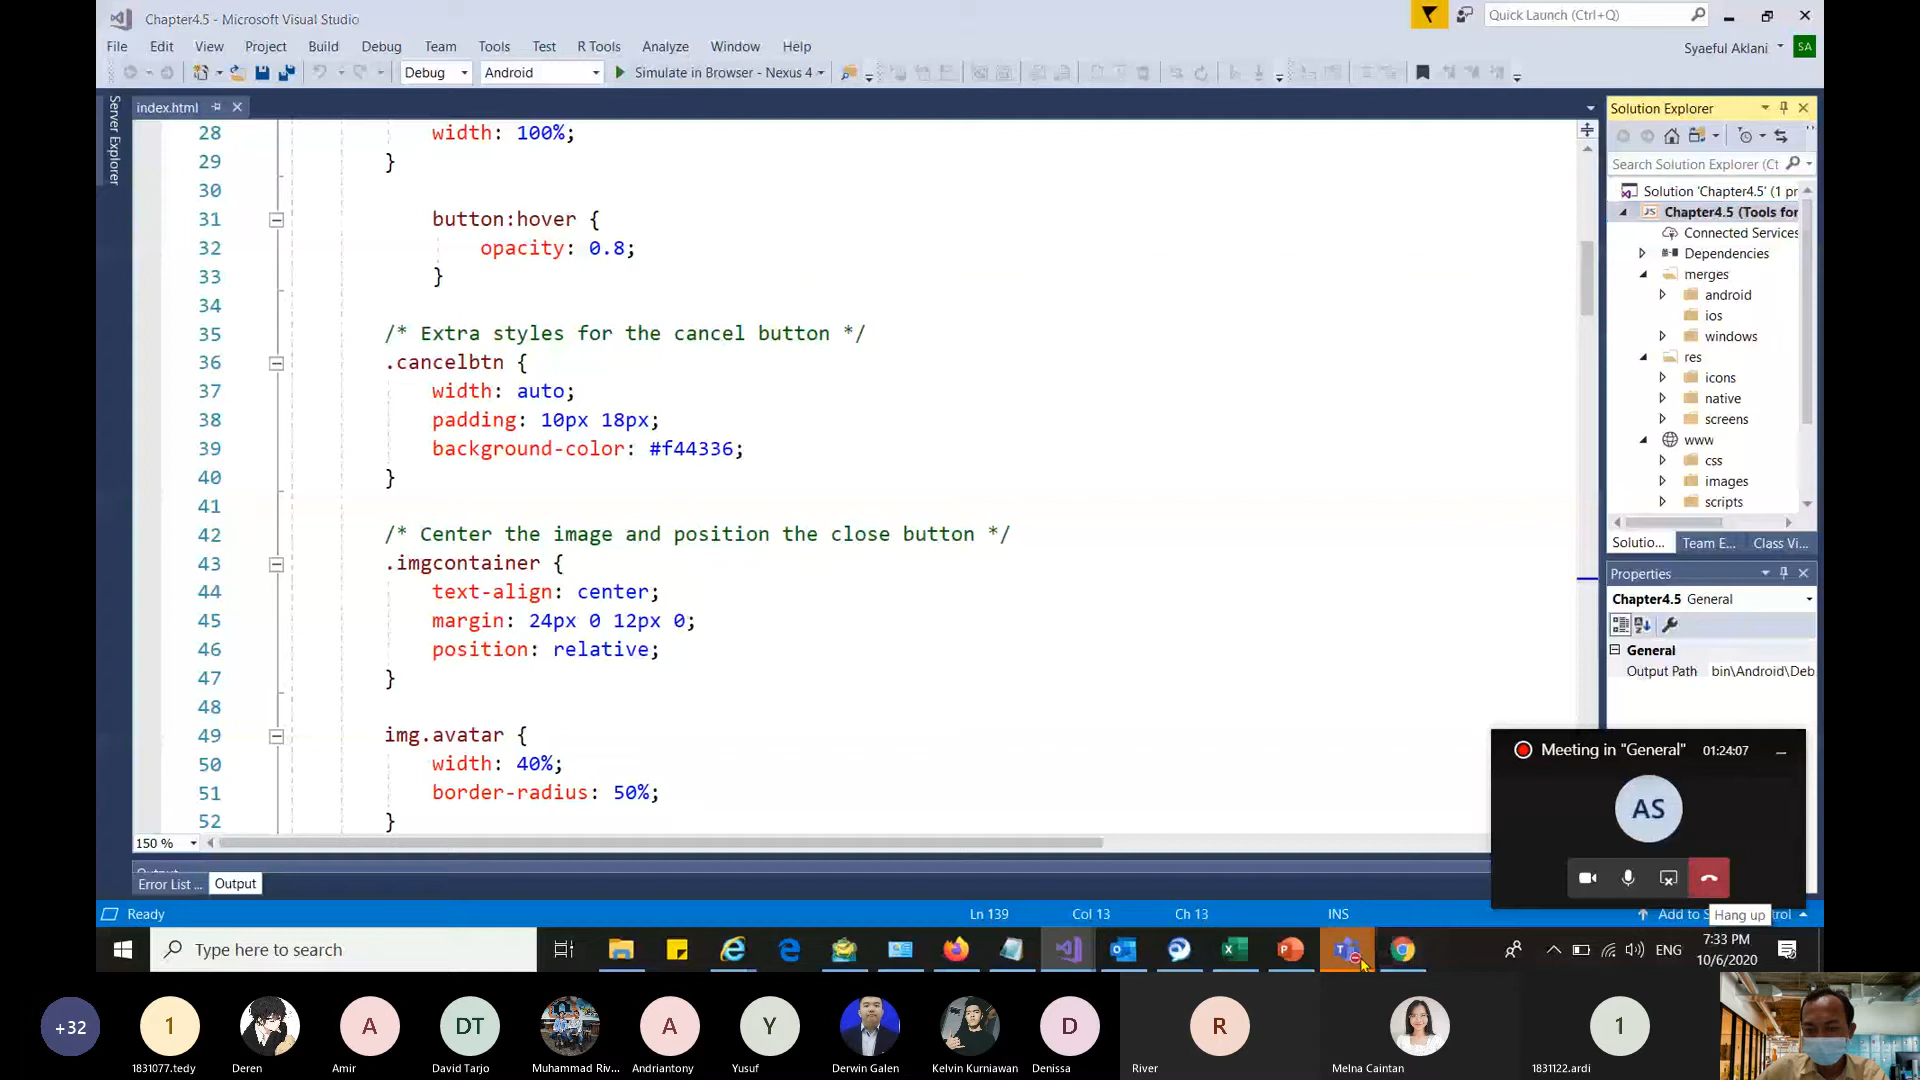 Chapter4.5 - Microsoft Visual Studio
Quick Launch (Ctrl+Q)
File Edit View Project Build Debug Team Tools Test R Tools Analyze Window Help
Syaeful Aklani SA
Debug Android Simulate in Browser - Nexus 4
Server Explorer
index.html
28 width: 100%;
29 }
30
31 button:hover {
32 opacity: 0.8;
33 }
34
35 /* Extra styles for the cancel button */
36 .cancelbtn {
37 width: auto;
38 padding: 10px 18px;
39 background-color: #f44336;
40 }
41
42 /* Center the image and position the close button */
43 .imgcontainer {
44 text-align: center;
45 margin: 24px 0 12px 0;
46 position: relative;
47 }
48
49 img.avatar {
50 width: 40%;
51 border-radius: 50%;
52 }
150 %
Error List ... Output
Solution Explorer
Search Solution Explorer (Ct
Solution 'Chapter4.5' (1 pr
JS Chapter4.5 (Tools for
Connected Services
Dependencies
merges
android
ios
windows
res
icons
native
screens
www
css
images
scripts
Solutio... Team E... Class Vi...
Properties
Chapter4.5 General
General
Output Path bin\Android\Deb
Meeting in "General" 01:24:07
AS
Hang up
Ready Ln 139 Col 13 Ch 13 INS Add to S
Type here to search
ENG
7:33 PM
10/6/2020
+32
1
1831077.tedy
Deren
A
Amir
DT
David Tarjo
Muhammad Riv...
A
Andriantony
Y
Yusuf
Derwin Galen
Kelvin Kurniawan
D
Denissa
R
River
Melna Caintan
1
1831122.ardi